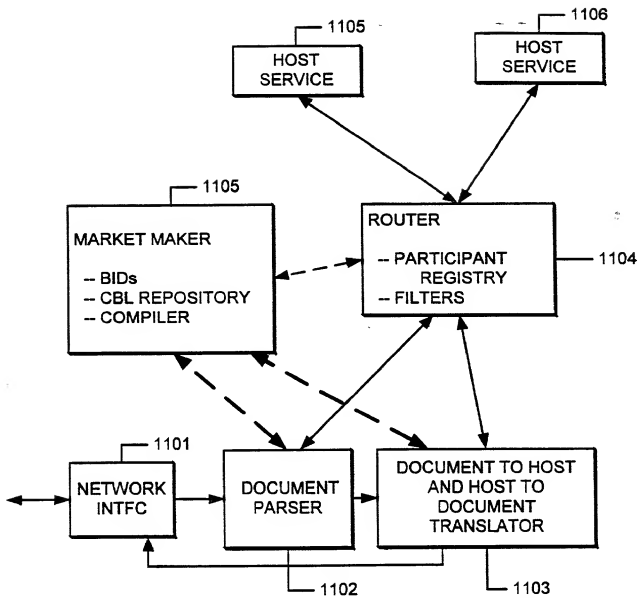 1105
1106
HOST
SERVICE
HOST
SERVICE
1105
MARKET MAKER
-- BIDs
-- CBL REPOSITORY
-- COMPILER
ROUTER
-- PARTICIPANT
REGISTRY
-- FILTERS
1104
1101
NETWORK
INTFC
DOCUMENT
PARSER
DOCUMENT TO HOST
AND HOST TO
DOCUMENT
TRANSLATOR
1102
1103